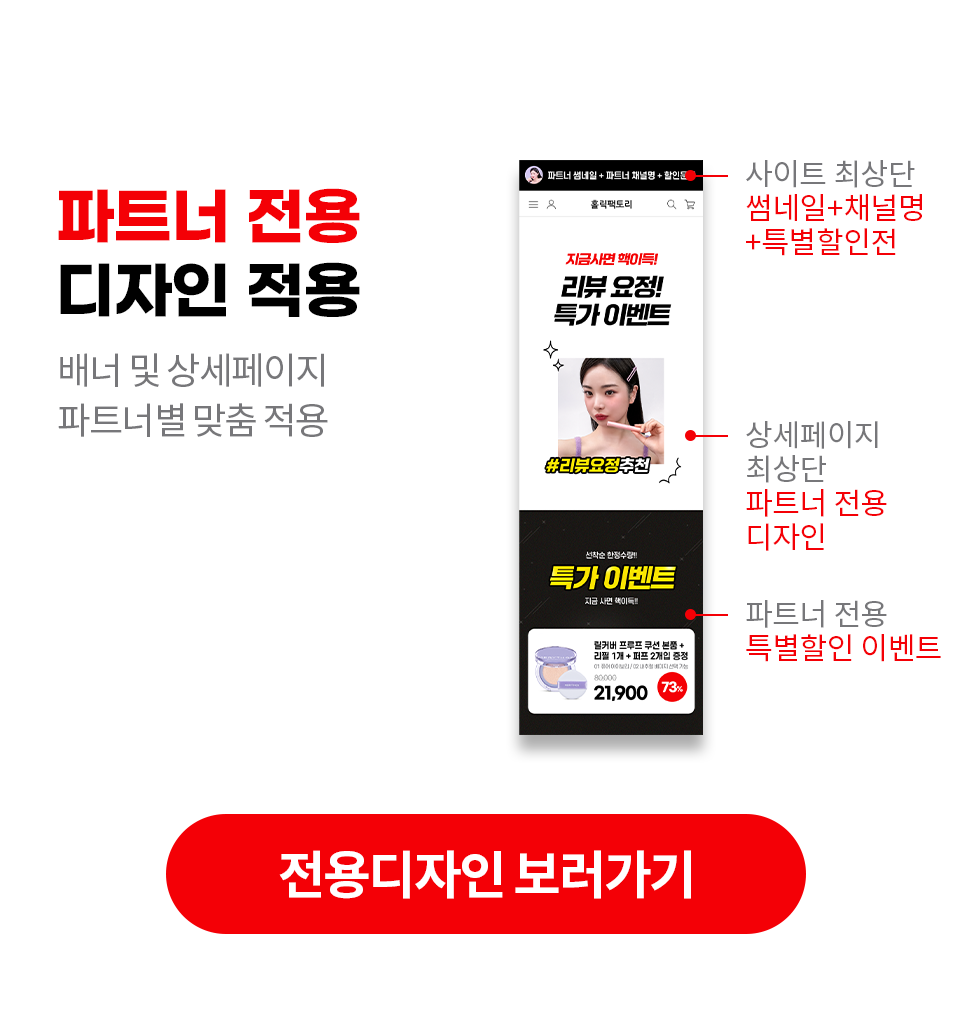 파트너 전용
디자인 적용
배너 및 상세페이지
파트너별 맞춤 적용
파트너 썸네일 + 파트너 채널명 + 할인문
홀릭팩토리
지금사면 핵이득!
리뷰 요정!
특가 이벤트
#리뷰요정추천
선착순 한정수량!!
특가 이벤트
지금 사면 핵이득!!
릴커버 프루프 쿠션 본품 +
리필 1개 + 퍼프 2개입 증정
80,000
21,900
73%
사이트 최상단
썸네일+채널명
+특별할인전
상세페이지
최상단
파트너 전용
디자인
파트너 전용
특별할인 이벤트
전용디자인 보러가기